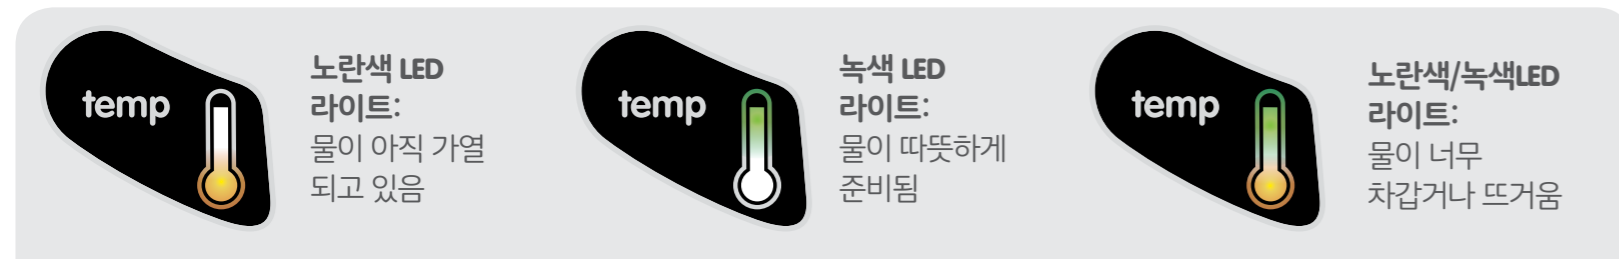 temp
노란색 LED
라이트:
물이 아직 가열
되고 있음
temp
녹색 LED
라이트:
물이 따뜻하게
준비됨
temp
노란색/녹색LED
라이트:
물이 너무
차갑거나 뜨거움